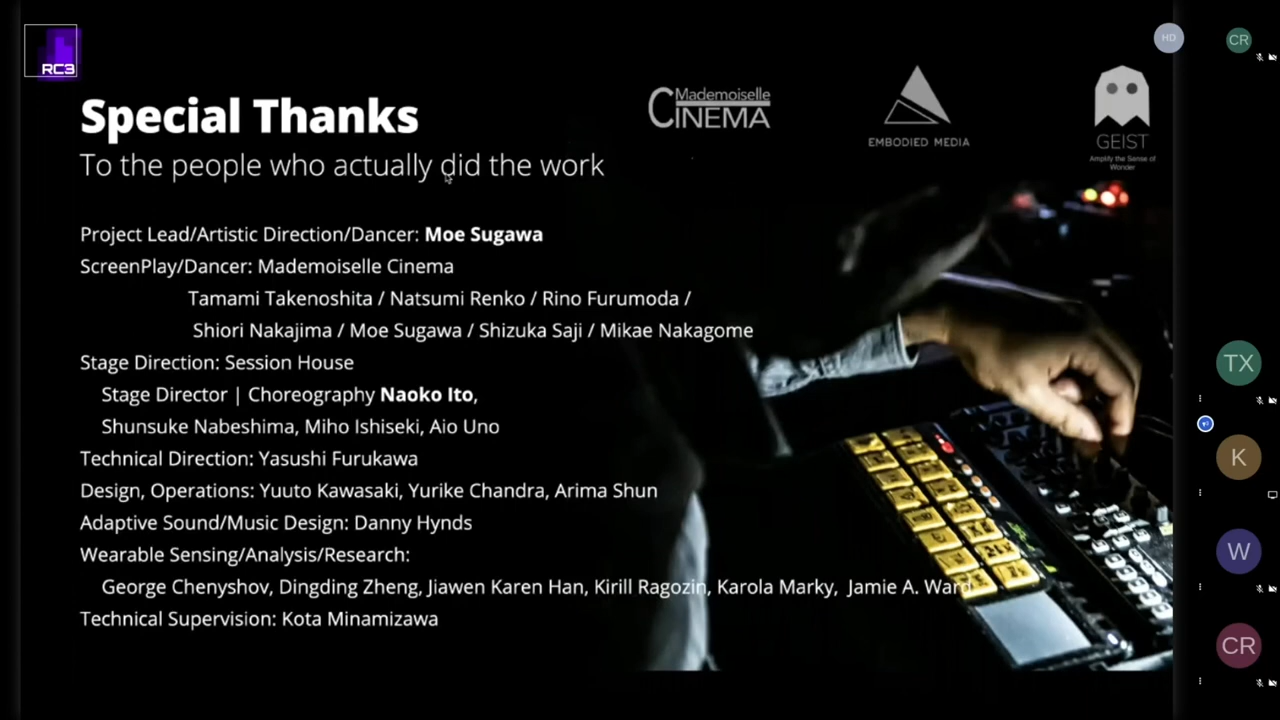 RC3
HD
CR
Mademoiselle
CINEMA
EMBODIED MEDIA
GEIST
Amplify the Sense of
Wonder
Special Thanks
To the people who actually did the work
Project Lead/Artistic Direction/Dancer: Moe Sugawa
ScreenPlay/Dancer: Mademoiselle Cinema
Tamami Takenoshita / Natsumi Renko / Rino Furumoda /
Shiori Nakajima / Moe Sugawa / Shizuka Saji / Mikae Nakagome
Stage Direction: Session House
Stage Director | Choreography Naoko Ito,
Shunsuke Nabeshima, Miho Ishiseki, Aio Uno
Technical Direction: Yasushi Furukawa
Design, Operations: Yuuto Kawasaki, Yurike Chandra, Arima Shun
Adaptive Sound/Music Design: Danny Hynds
Wearable Sensing/Analysis/Research:
George Chenyshov, Dingding Zheng, Jiawen Karen Han, Kirill Ragozin, Karola Marky, Jamie A. Ward
Technical Supervision: Kota Minamizawa
TX
K
W
CR